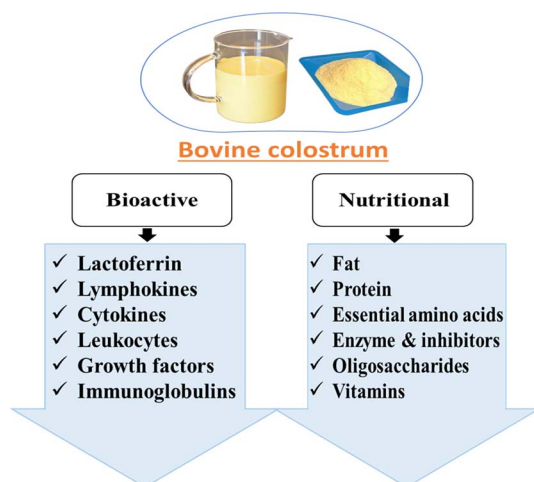 Bovine colostrum
Bioactive
✓ Lactoferrin
✓ Lymphokines
✓ Cytokines
✓ Leukocytes
✓ Growth factors
✓ Immunoglobulins
Nutritional
✓ Fat
✓ Protein
✓ Essential amino acids
✓ Enzyme & inhibitors
✓ Oligosaccharides
✓ Vitamins